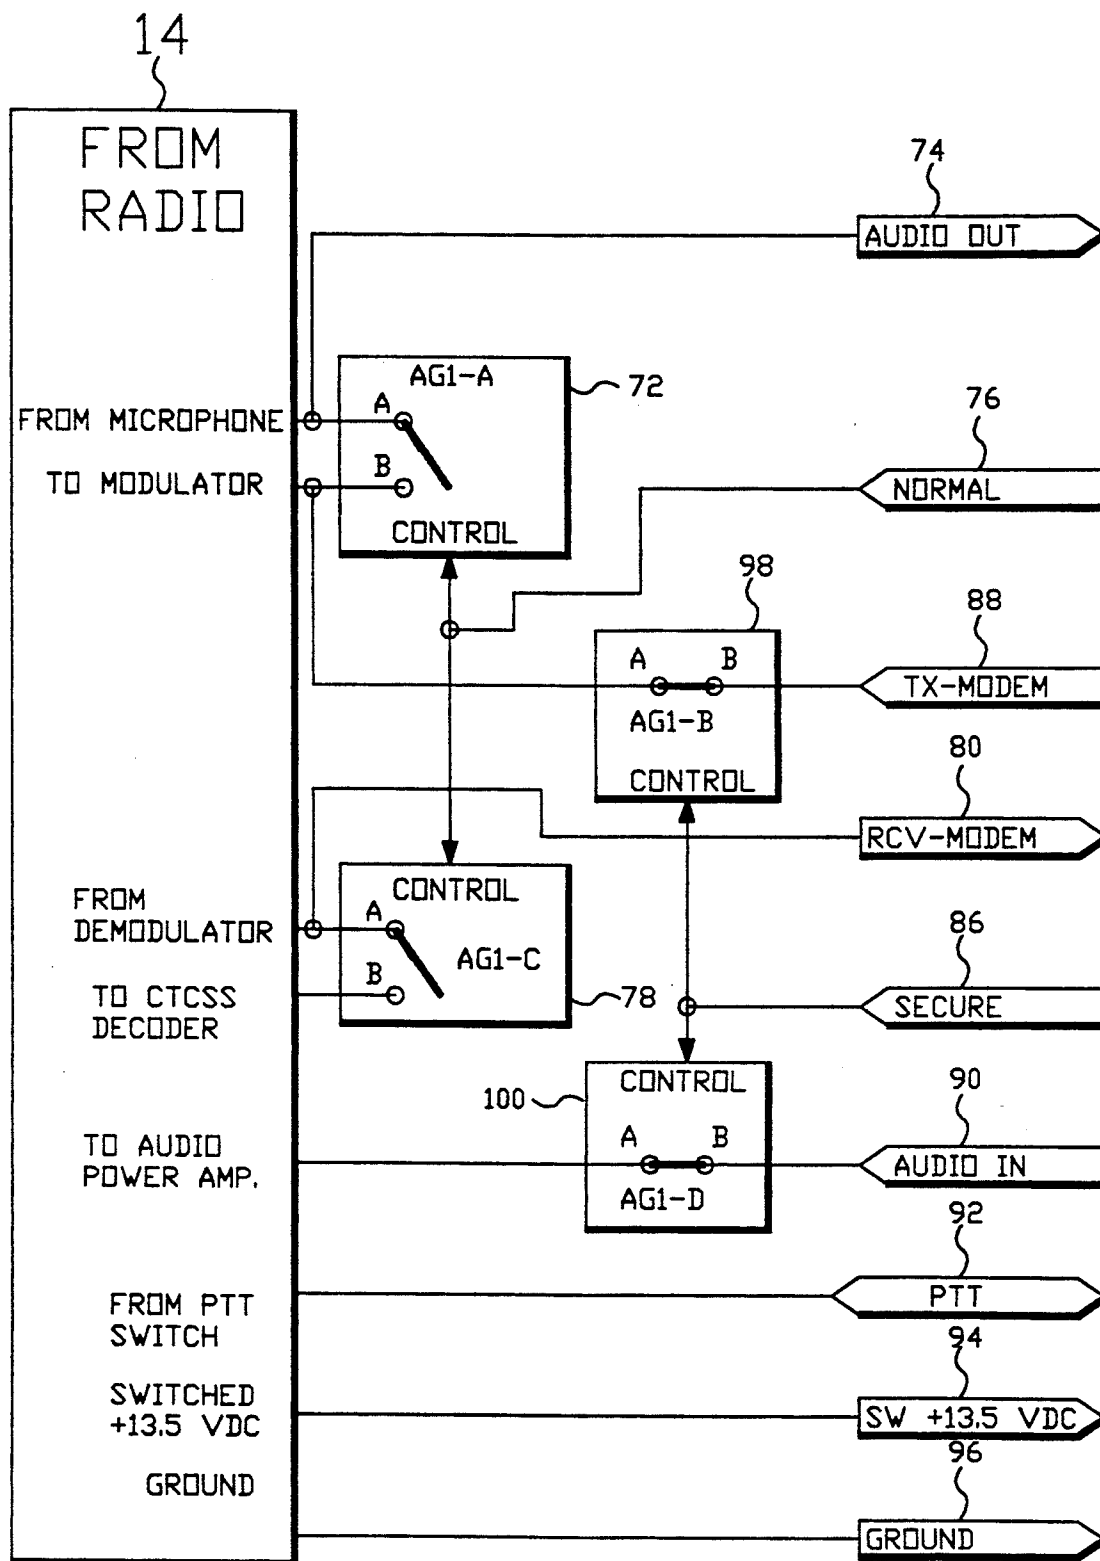 14
FROM
RADIO
74
AUDIO OUT
AG1-A
72
A
FROM MICROPHONE
76
B
TO MODULATOR
NORMAL
CONTROL
98
88
A B
TX-MODEM
AG1-B
80
CONTROL
RCV-MODEM
CONTROL
FROM
DEMODULATOR
A
AG1-C
86
B
TO CTCSS
DECODER
78
SECURE
100
CONTROL
90
A B
TO AUDIO
POWER AMP.
AUDIO IN
AG1-D
92
FROM PTT
SWITCH
PTT
94
SWITCHED
+13.5 VDC
SW +13.5 VDC
96
GROUND
GROUND